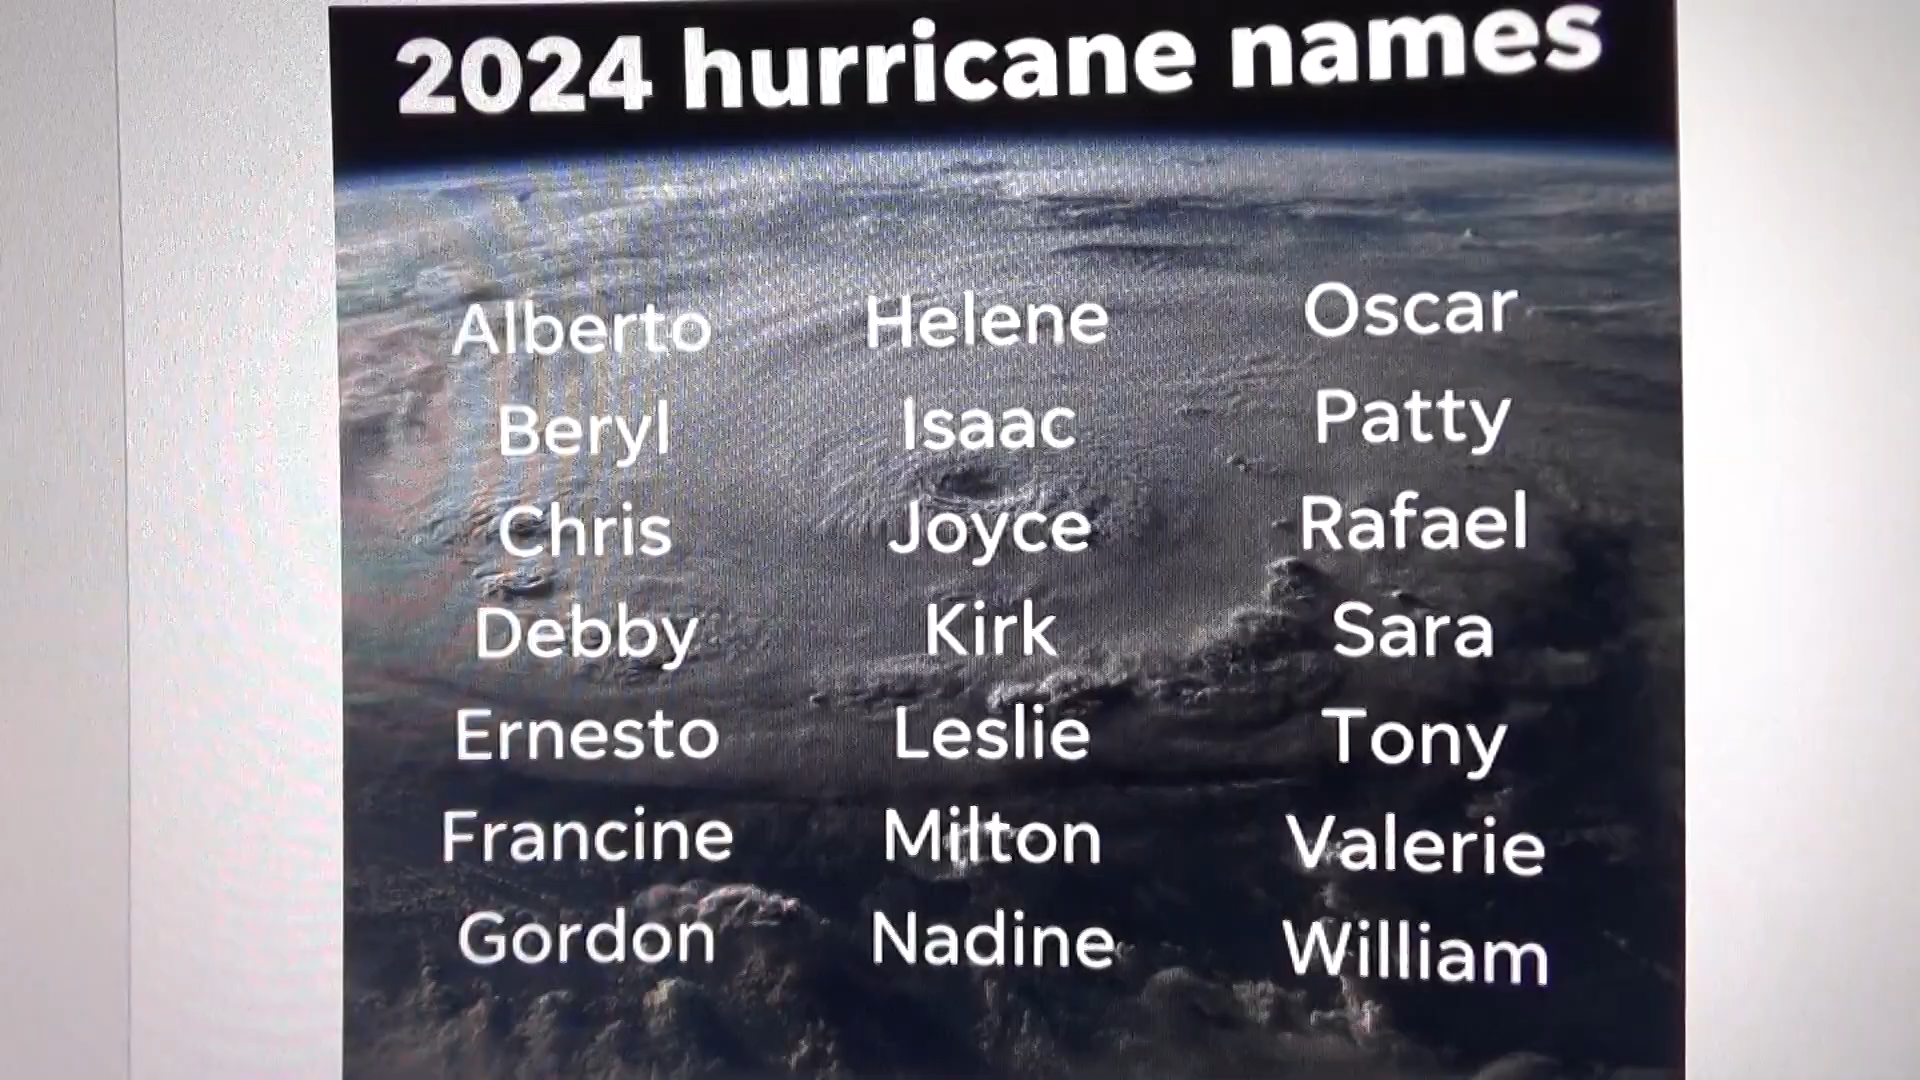 2024 hurricane names
Alberto
Beryl
Chris
Debby
Ernesto
Francine
Gordon
Helene
Isaac
Joyce
Kirk
Leslie
Milton
Nadine
Oscar
Patty
Rafael
Sara
Tony
Valerie
William